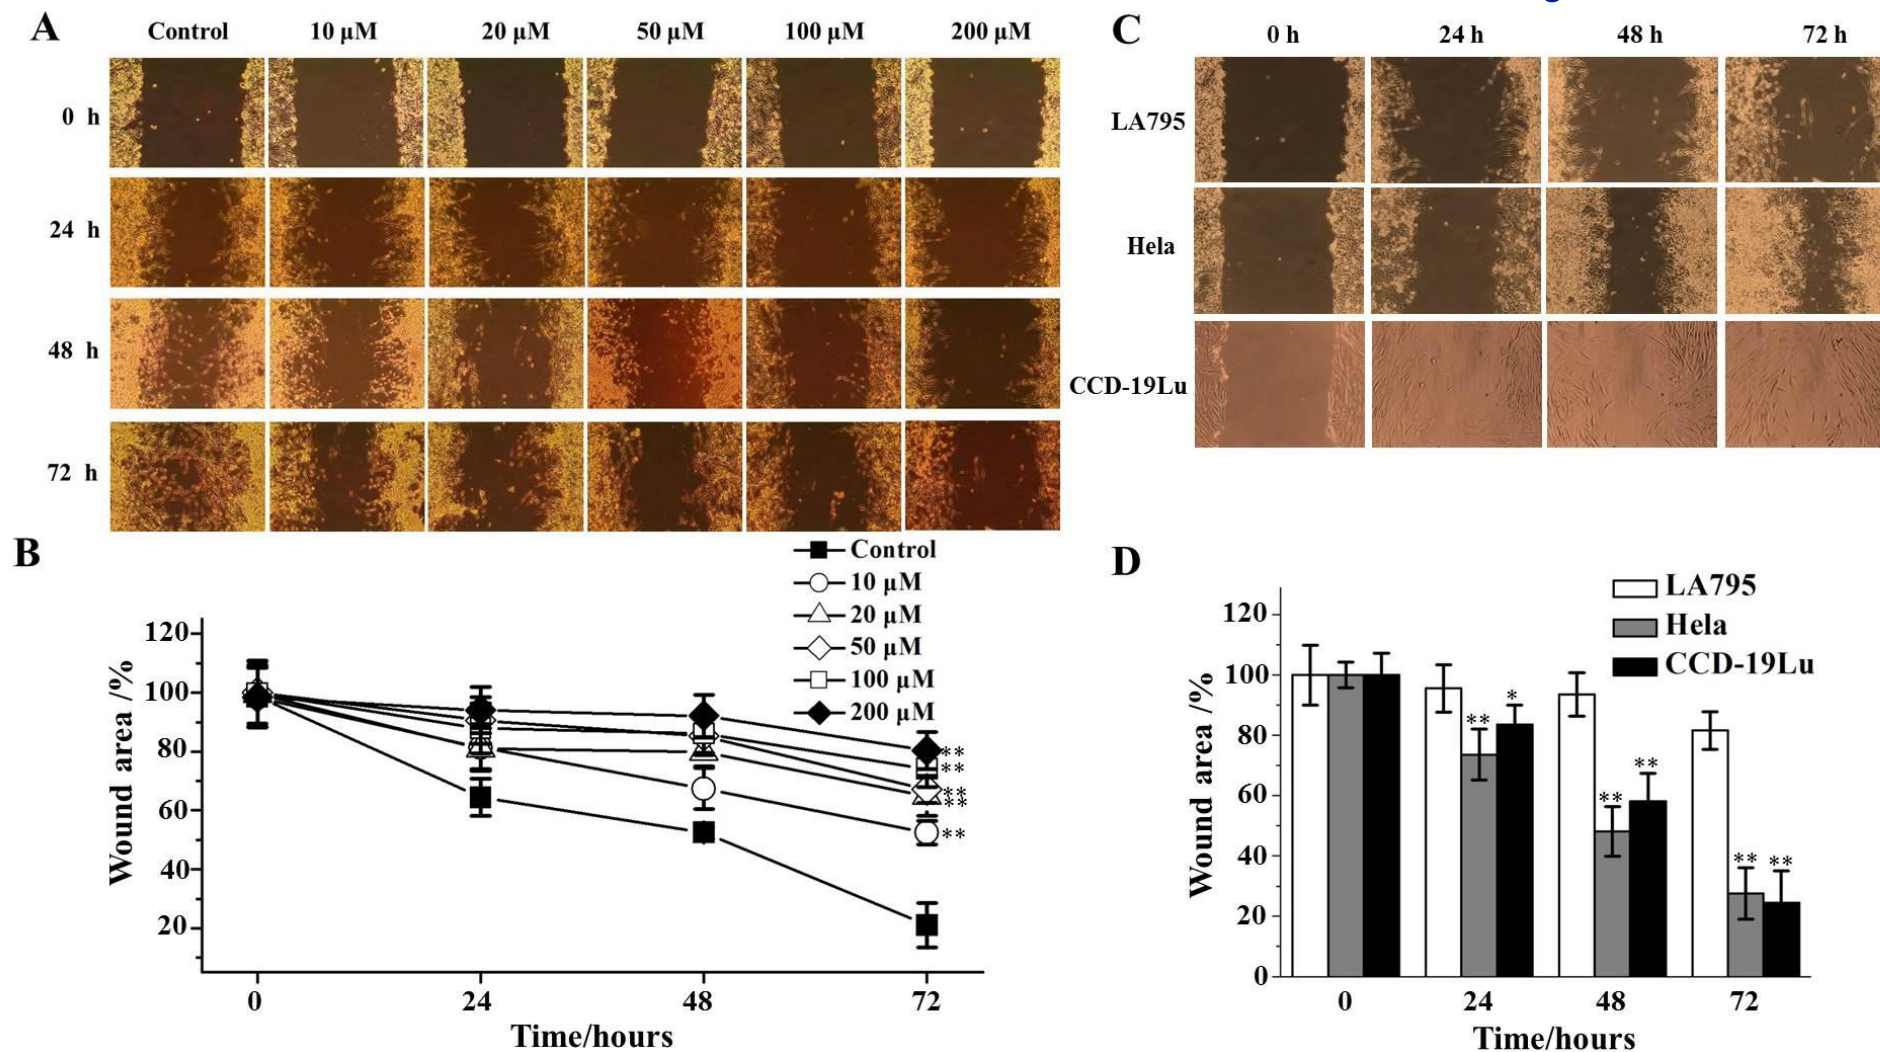 A
Control 10 µM 20 µM 50 µM 100 µM 200 µM
0 h
24 h
48 h
72 h
B
Control
10 µM
20 µM
50 µM
100 µM
200 µM
120
100
80
60
40
20
Wound area /%
**
**
**
**
**
0 24 48 72
Time/hours
C
0 h 24 h 48 h 72 h
LA795
Hela
CCD-19Lu
D
LA795
Hela
CCD-19Lu
120
100
80
60
40
20
0
Wound area /%
** *
** **
** **
0 24 48 72
Time/hours